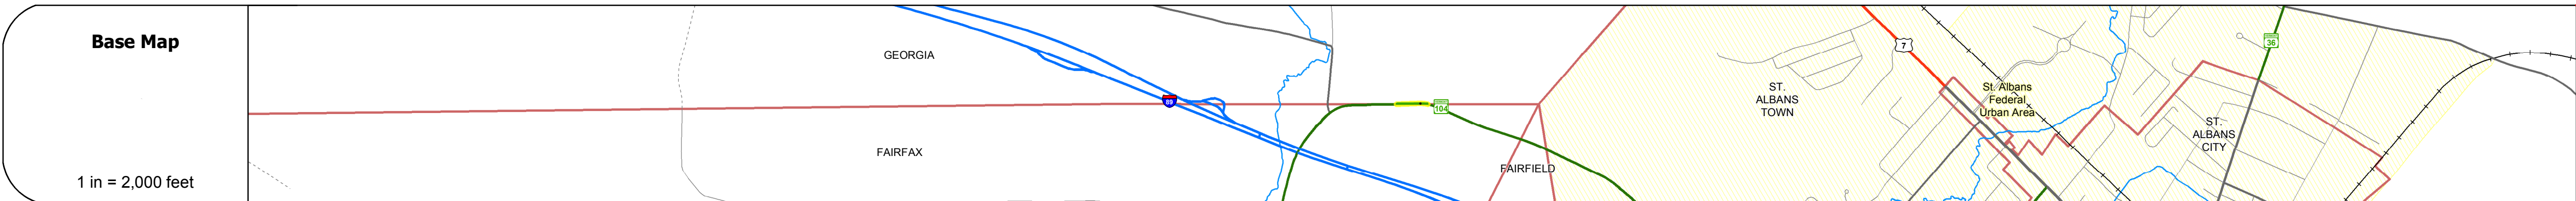 Base Map
1 in = 2,000 feet
GEORGIA
89
FAIRFAX
104
FAIRFIELD
ST.
ALBANS
TOWN
7
St. Albans
Federal
Urban Area
36
ST.
ALBANS
CITY